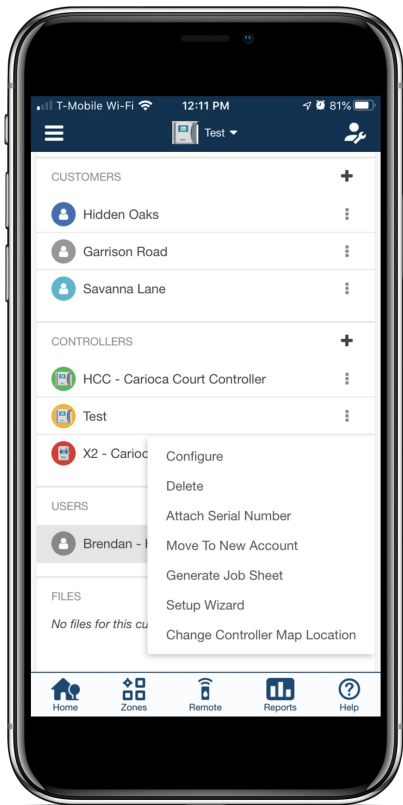 T-Mobile Wi-Fi 12:11 PM 81%
Test
CUSTOMERS
Hidden Oaks
Garrison Road
Savanna Lane
CONTROLLERS
HCC - Carioca Court Controller
Test
X2 - Carioc
Configure
Delete
Attach Serial Number
Move To New Account
Generate Job Sheet
Setup Wizard
Change Controller Map Location
USERS
Brendan -
FILES
No files for this cu
Home Zones Remote Reports Help